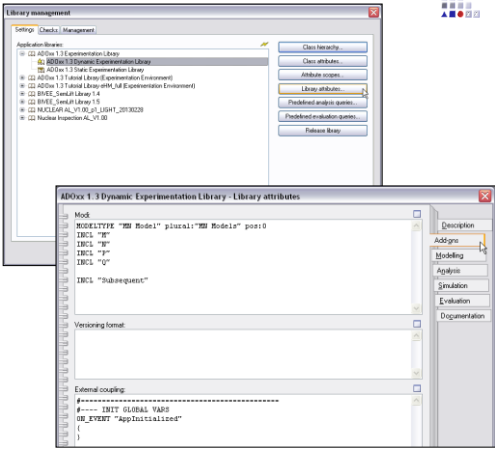 Library management
Settings Checks Management
Application libraries:
ADOxx 1.3 Experimentation Library
ADOxx 1.3 Dynamic Experimentation Library
ADOxx 1.3 Static Experimentation Library
ADOxx 1.3 Tutorial Library (Experimentation Environment)
ADOxx 1.3 Tutorial Library eHM_full (Experimentation Environment)
BIVEE_SemLift Library 1.4
BIVEE_SemLift Library 1.5
NUCLEAR AL_V1.00_p1_LIGHT_20130228
Nuclear Inspection AL_V1.00
Class hierarchy...
Class attributes...
Attribute scopes...
Library attributes...
Predefined analysis queries...
Predefined evaluation queries...
Release library
ADOxx 1.3 Dynamic Experimentation Library - Library attributes
Modi:
MODELTYPE "MN Model" plural:"MN Models" pos:0
INCL "M"
INCL "N"
INCL "P"
INCL "Q"
INCL "Subsequent"
Versioning format:
External coupling:
#================================================
#---- INIT GLOBAL VARS
ON_EVENT "AppInitialized"
{
}
Description
Add-ons
Modelling
Analysis
Simulation
Evaluation
Documentation